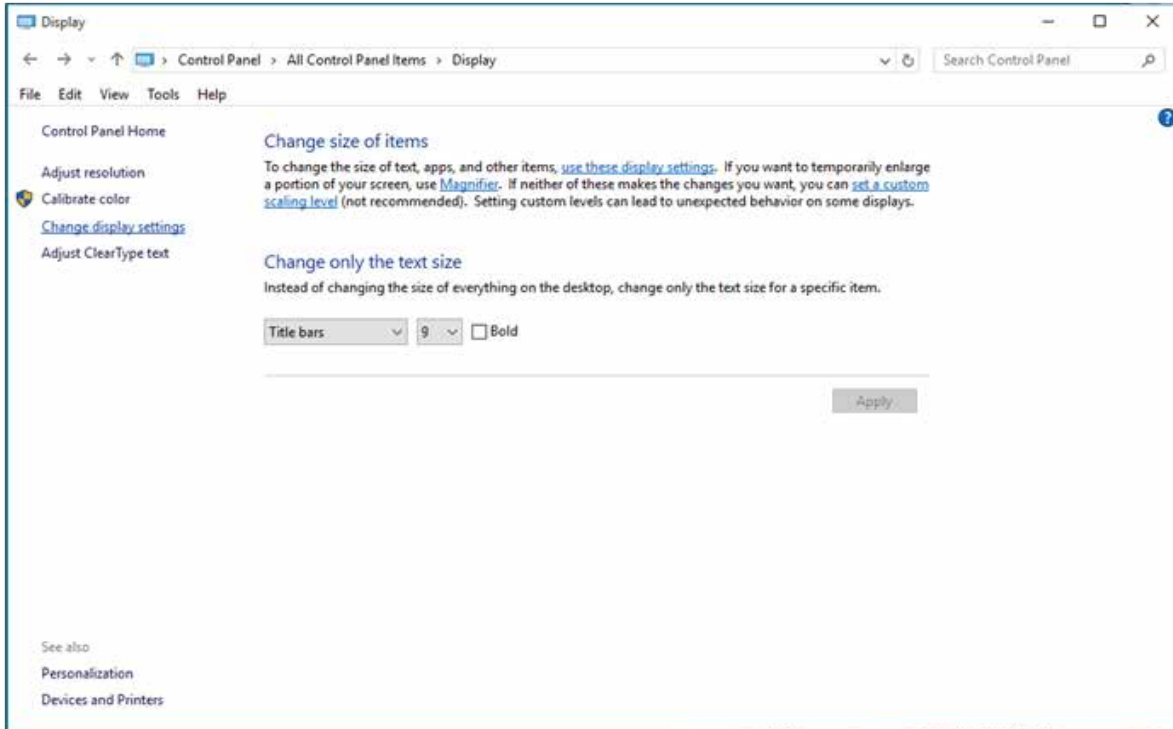 Display
Control Panel > All Control Panel Items > Display
Search Control Panel
File Edit View Tools Help
Control Panel Home
Adjust resolution
Calibrate color
Change display settings
Adjust ClearType text
Change size of items
To change the size of text, apps, and other items, use these display settings. If you want to temporarily enlarge
a portion of your screen, use Magnifier. If neither of these makes the changes you want, you can set a custom
scaling level (not recommended). Setting custom levels can lead to unexpected behavior on some displays.
Change only the text size
Instead of changing the size of everything on the desktop, change only the text size for a specific item.
Title bars 9 Bold
Apply
See also
Personalization
Devices and Printers